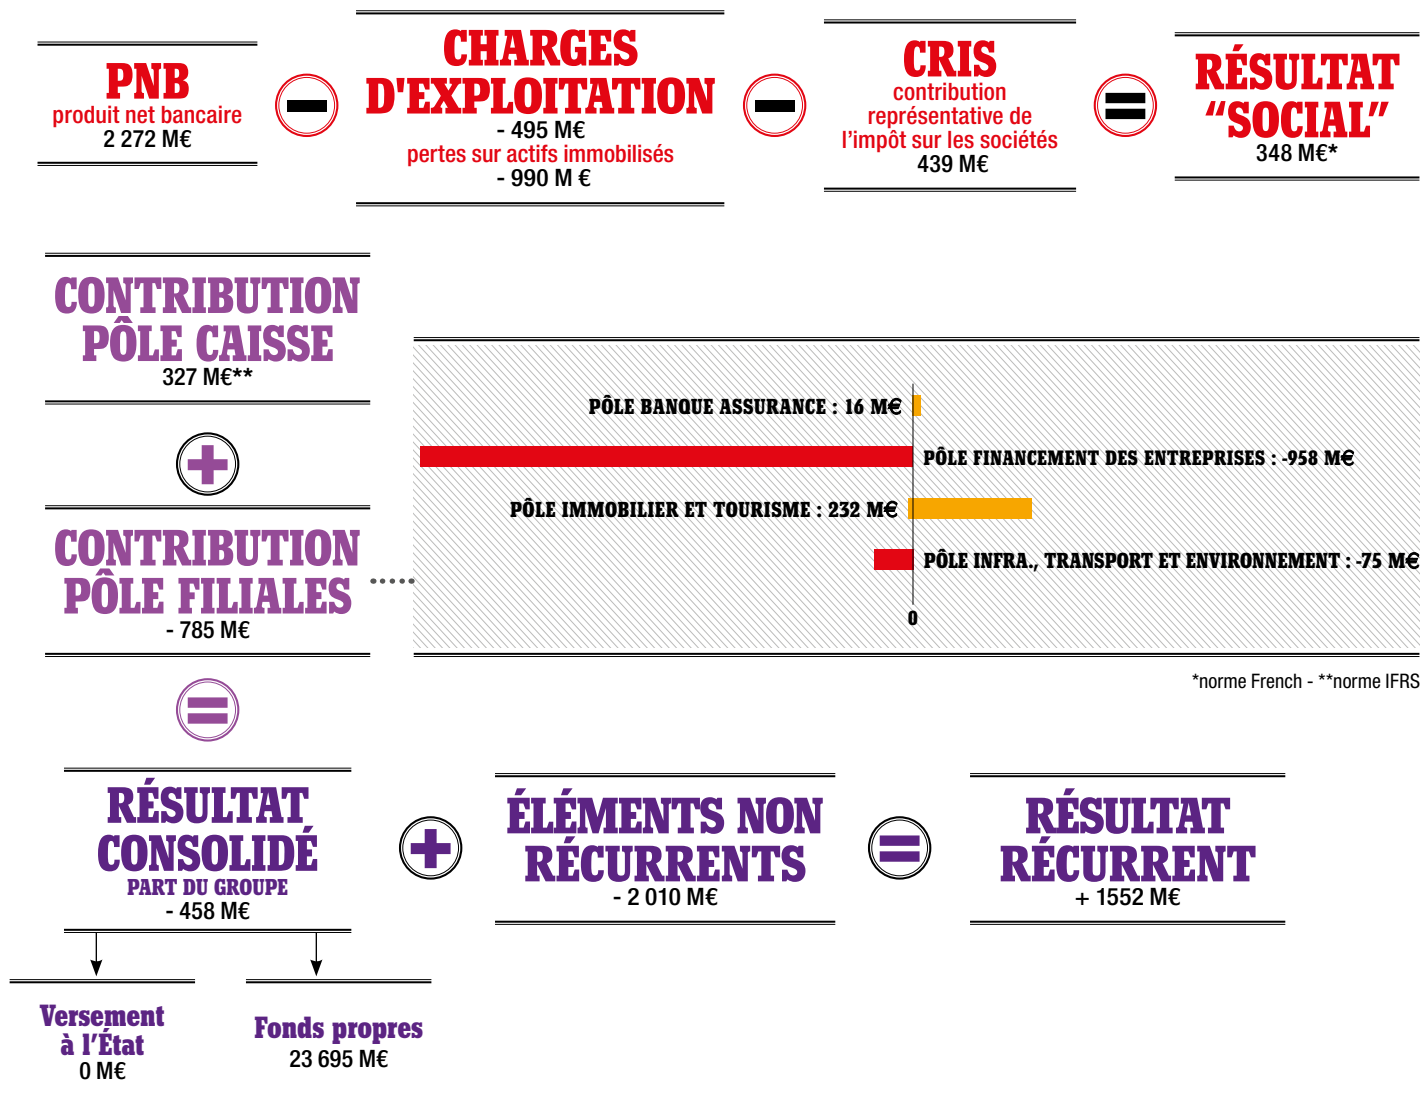 PNB
produit net bancaire
2 272 M€
CHARGES
D'EXPLOITATION
- 495 M€
pertes sur actifs immobilisés
- 990 M €
CRIS
contribution
représentative de
l'impôt sur les sociétés
439 M€
RÉSULTAT
“SOCIAL”
348 M€*
CONTRIBUTION
PÔLE CAISSE
327 M€**
CONTRIBUTION
PÔLE FILIALES
- 785 M€
PÔLE BANQUE ASSURANCE : 16 M€
PÔLE FINANCEMENT DES ENTREPRISES : -958 M€
PÔLE IMMOBILIER ET TOURISME : 232 M€
PÔLE INFRA., TRANSPORT ET ENVIRONNEMENT : -75 M€
0
*norme French - **norme IFRS
RÉSULTAT
CONSOLIDÉ
PART DU GROUPE
- 458 M€
ÉLÉMENTS NON
RÉCURRENTS
- 2 010 M€
RÉSULTAT
RÉCURRENT
+ 1552 M€
Versement
à l'État
0 M€
Fonds propres
23 695 M€